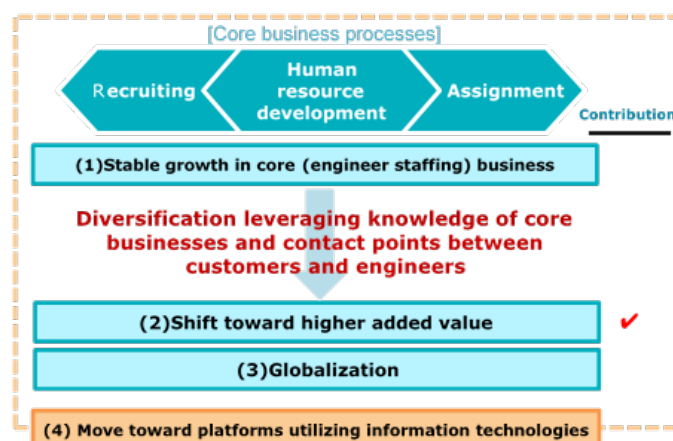 [Core business processes]
Recruiting
Human
resource
development
Assignment
Contribution
(1)Stable growth in core (engineer staffing) business
Diversification leveraging knowledge of core
businesses and contact points between
customers and engineers
(2)Shift toward higher added value
✔
(3)Globalization
(4) Move toward platforms utilizing information technologies